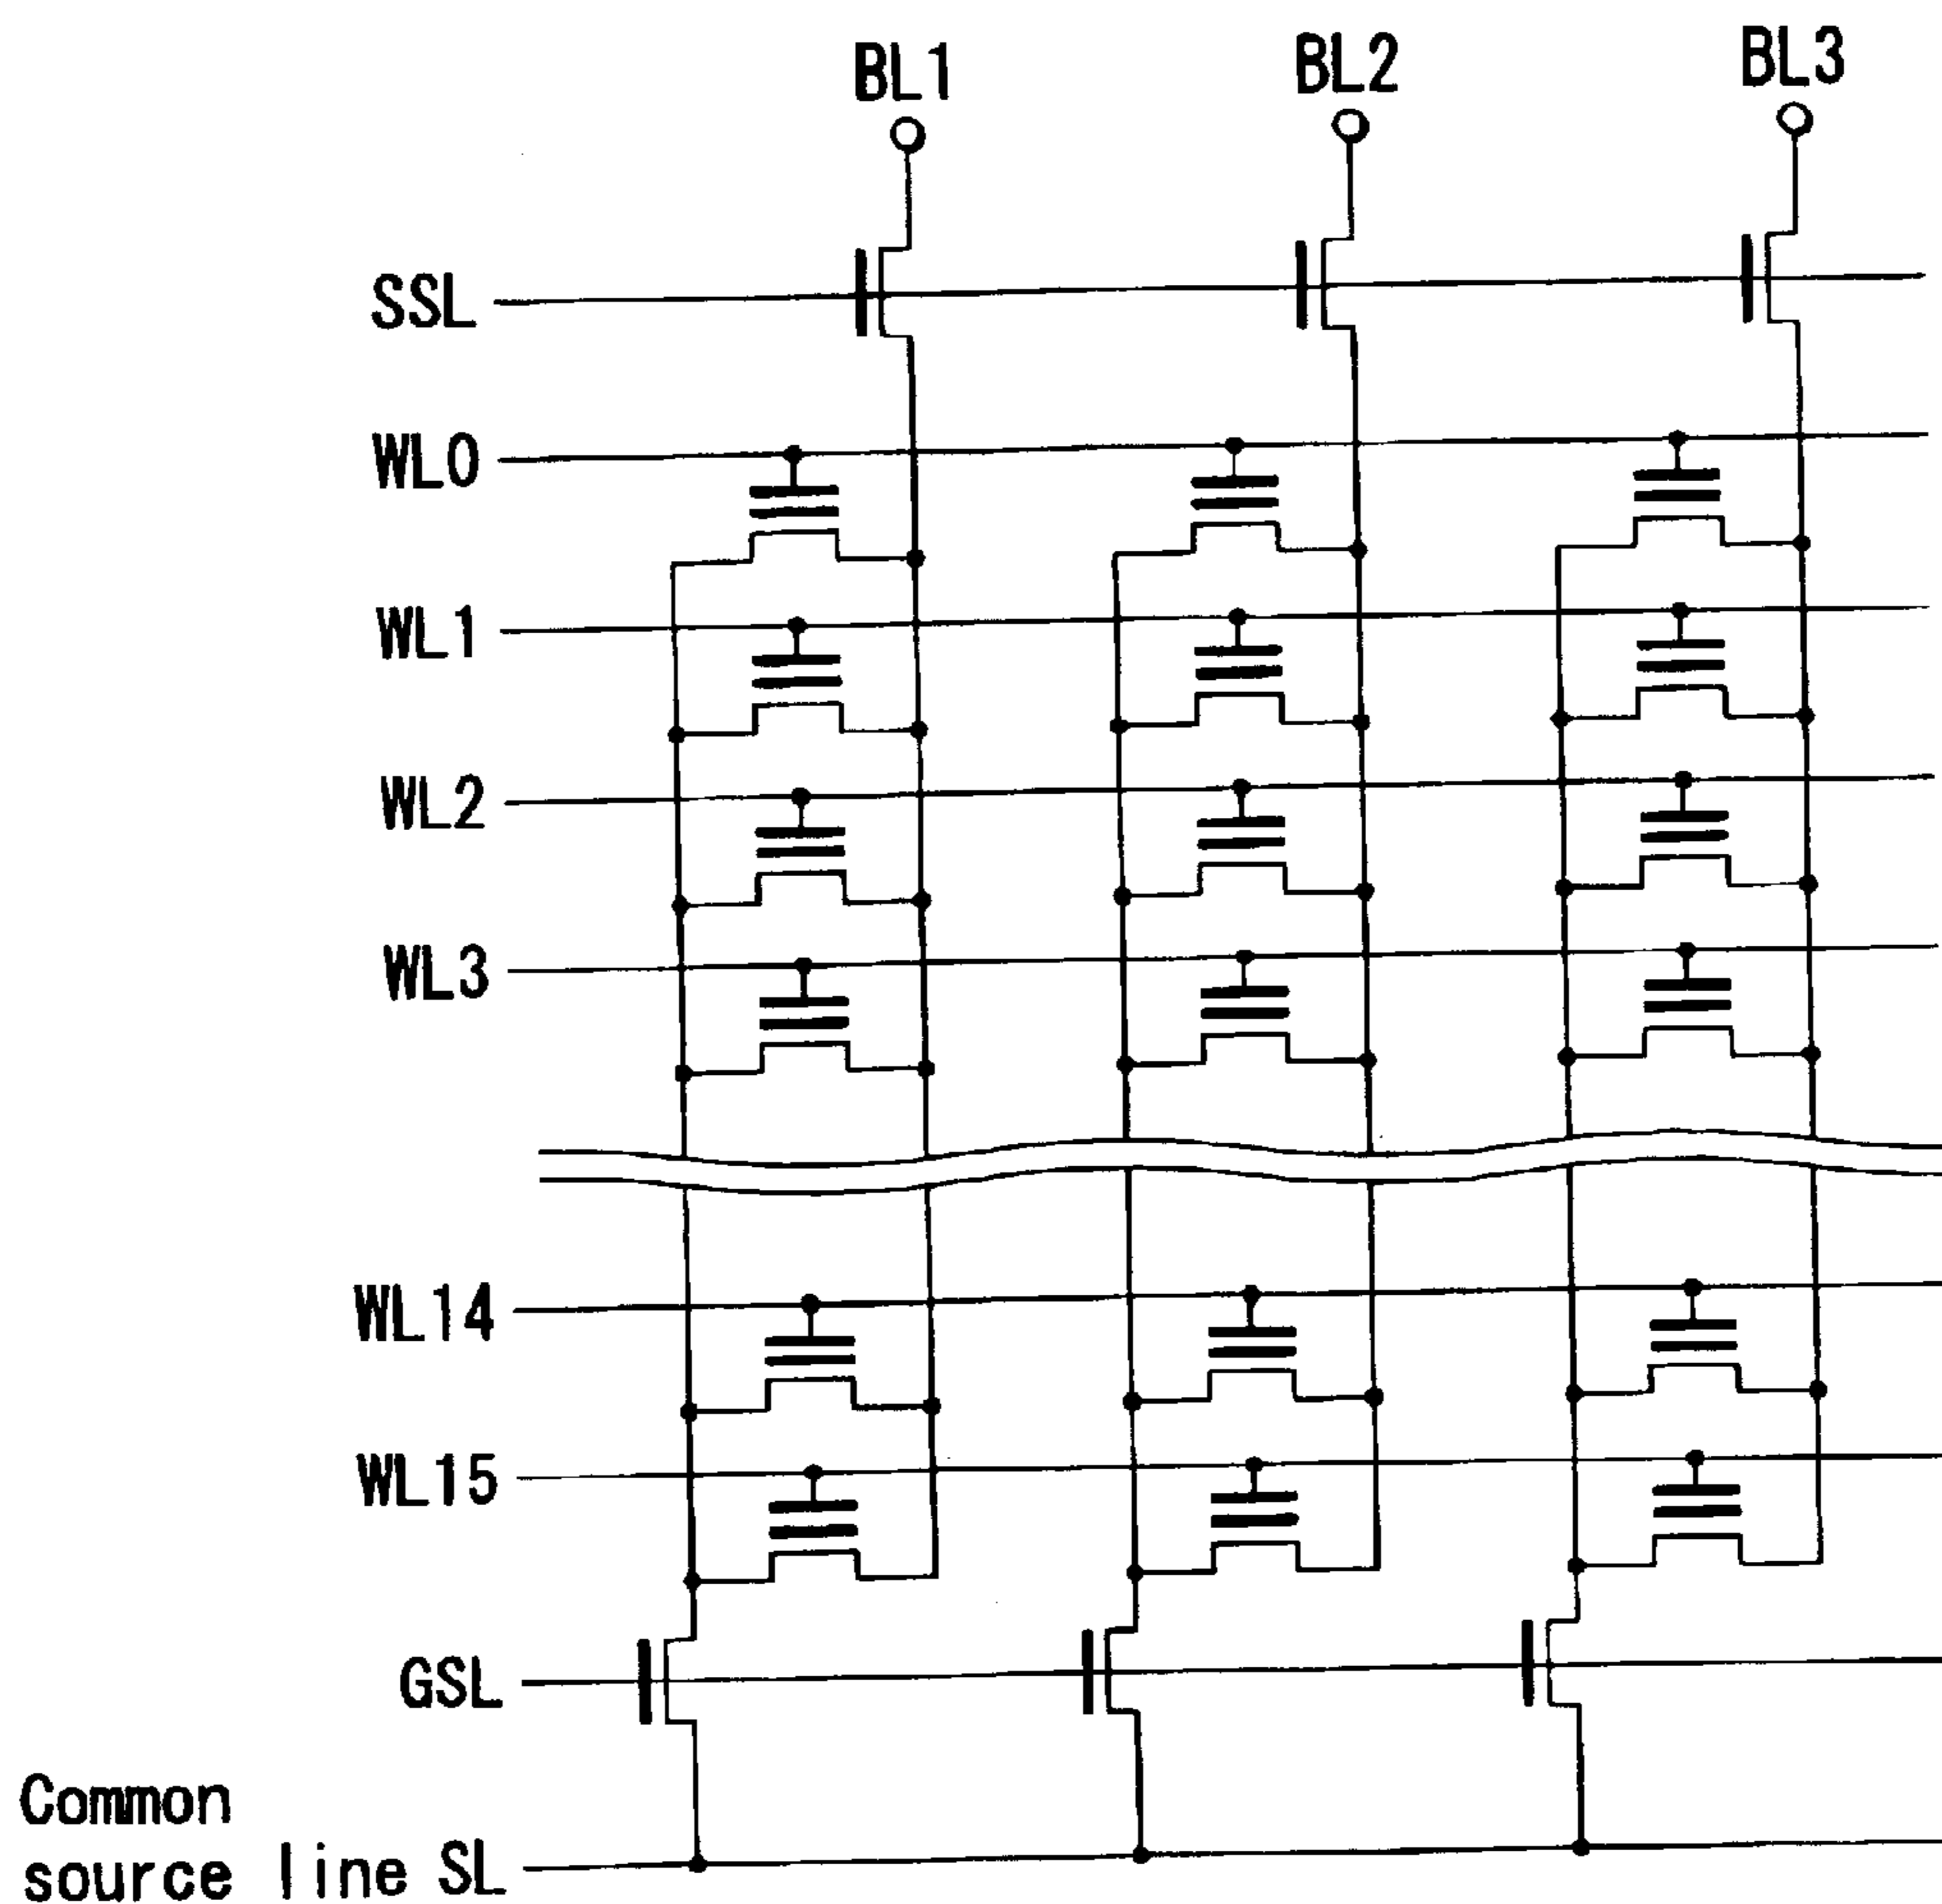 BL1 BL2 BL3
SSL
WL0
WL1
WL2
WL3
WL14
WL15
GSL
Common
source line SL